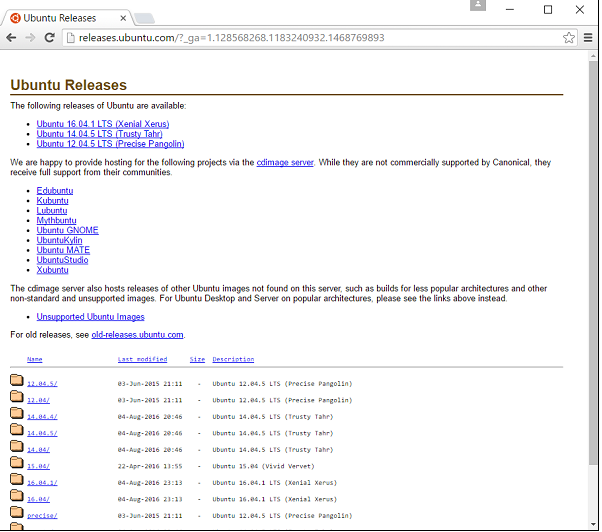 Ubuntu Releases
releases.ubuntu.com/?_ga=1.128568268.1183240932.1468769893
Ubuntu Releases
The following releases of Ubuntu are available:
Ubuntu 16.04.1 LTS (Xenial Xerus)
Ubuntu 14.04.5 LTS (Trusty Tahr)
Ubuntu 12.04.5 LTS (Precise Pangolin)
We are happy to provide hosting for the following projects via the cdimage server. While they are not commercially supported by Canonical, they
receive full support from their communities.
Edubuntu
Kubuntu
Lubuntu
Mythbuntu
Ubuntu GNOME
UbuntuKylin
Ubuntu MATE
UbuntuStudio
Xubuntu
The cdimage server also hosts releases of other Ubuntu images not found on this server, such as builds for less popular architectures and other
non-standard and unsupported images. For Ubuntu Desktop and Server on popular architectures, please see the links above instead.
Unsupported Ubuntu Images
For old releases, see old-releases.ubuntu.com.
Name Last modified Size Description
12.04.5/ 03-Jun-2015 21:11 - Ubuntu 12.04.5 LTS (Precise Pangolin)
12.04/ 03-Jun-2015 21:11 - Ubuntu 12.04.5 LTS (Precise Pangolin)
14.04.4/ 04-Aug-2016 20:46 - Ubuntu 14.04.5 LTS (Trusty Tahr)
14.04.5/ 04-Aug-2016 20:46 - Ubuntu 14.04.5 LTS (Trusty Tahr)
14.04/ 04-Aug-2016 20:46 - Ubuntu 14.04.5 LTS (Trusty Tahr)
15.04/ 22-Apr-2016 13:55 - Ubuntu 15.04 (Vivid Vervet)
16.04.1/ 04-Aug-2016 23:13 - Ubuntu 16.04.1 LTS (Xenial Xerus)
16.04/ 04-Aug-2016 23:13 - Ubuntu 16.04.1 LTS (Xenial Xerus)
precise/ 03-Jun-2015 21:11 - Ubuntu 12.04.5 LTS (Precise Pangolin)